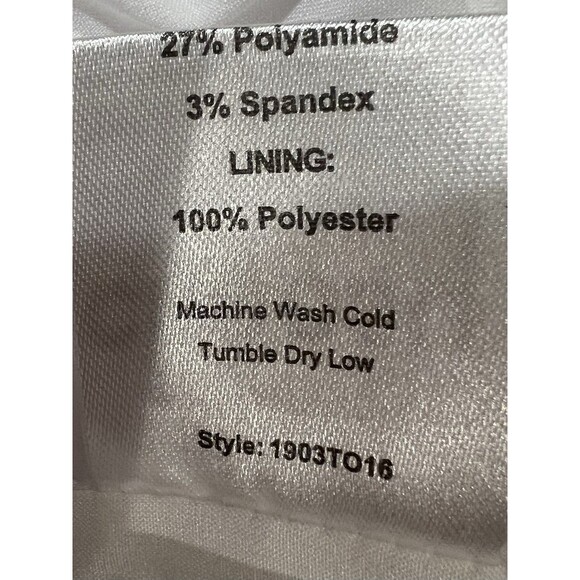 27% Polyamide
3% Spandex
LINING:
100% Polyester
Machine Wash Cold
Tumble Dry Low
Style: 1903TO16